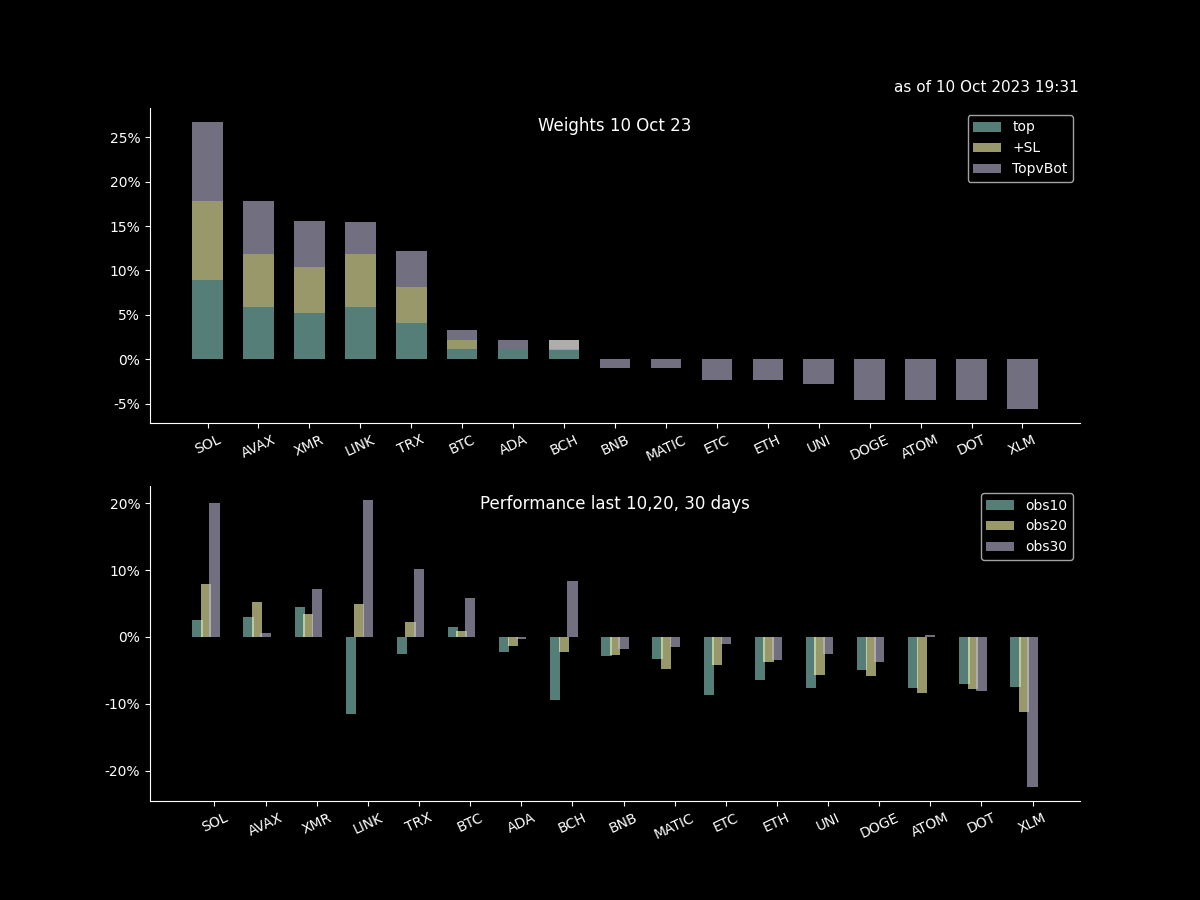 as of 10 Oct 2023 19:31
Weights 10 Oct 23
top
+SL
TopvBot
25%
20%
15%
10%
5%
0%
-5%
SOL AVAX XMR LINK TRX BTC ADA BCH BNB MATIC ETC ETH UNI DOGE ATOM DOT XLM
Performance last 10,20, 30 days
obs10
obs20
obs30
20%
10%
0%
-10%
-20%
SOL AVAX XMR LINK TRX BTC ADA BCH BNB MATIC ETC ETH UNI DOGE ATOM DOT XLM